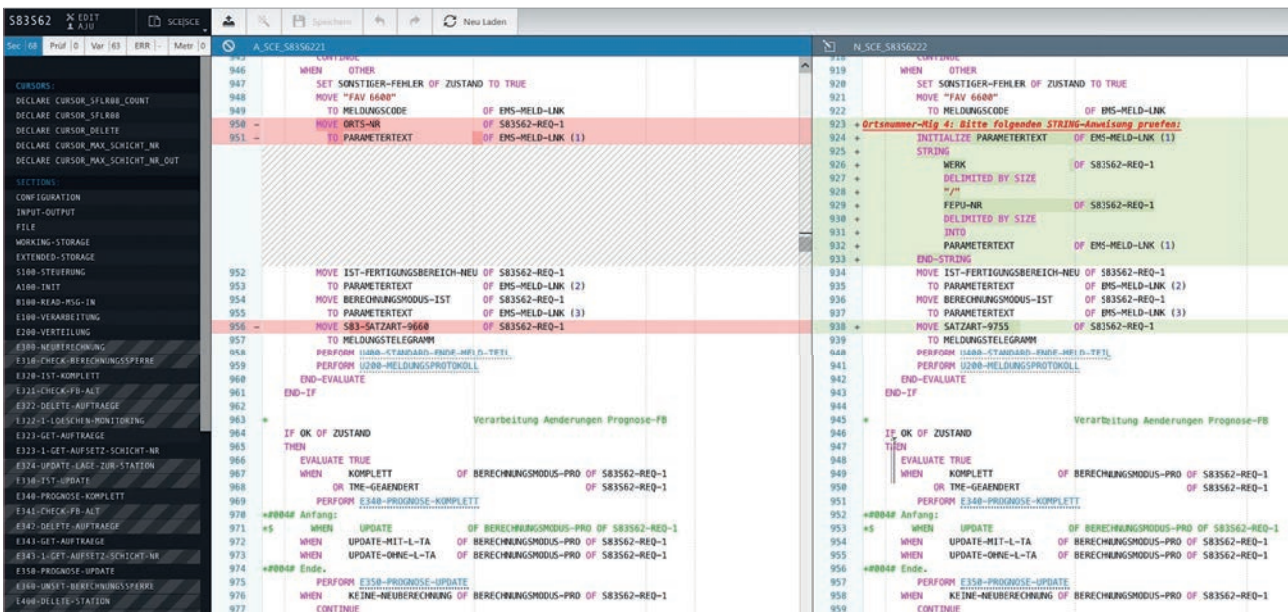 S83S62 EDIT AJU SCE|SCE Speichern Neu Laden
Sec |68 Prüf |0 Var |63 ERR |- Metr |0
CURSORS:
DECLARE CURSOR_SFLR08_COUNT
DECLARE CURSOR_SFLR08
DECLARE CURSOR_DELETE
DECLARE CURSOR_MAX_SCHICHT_NR
DECLARE CURSOR_MAX_SCHICHT_NR_OUT
SECTIONS:
CONFIGURATION
INPUT-OUTPUT
FILE
WORKING-STORAGE
EXTENDED-STORAGE
S100-STEUERUNG
A100-INIT
B100-READ-MSG-IN
E100-VERARBEITUNG
E200-VERTEILUNG
E300-NEUBERECHNUNG
E310-CHECK-BERECHNUNGSSPERRE
E320-IST-KOMPLETT
E321-CHECK-FB-ALT
E322-DELETE-AUFTRAEGE
E322-1-LOESCHEN-MONITORING
E323-GET-AUFTRAEGE
E323-1-GET-AUFSETZ-SCHICHT-NR
E324-UPDATE-LAGE-ZUR-STATION
E330-IST-UPDATE
E340-PROGNOSE-KOMPLETT
E341-CHECK-FB-ALT
E342-DELETE-AUFTRAEGE
E343-GET-AUFTRAEGE
E343-1-GET-AUFSETZ-SCHICHT-NR
E350-PROGNOSE-UPDATE
E360-UNSET-BERECHNUNGSSPERRE
E400-DELETE-STATION
A_SCE_S83S6221
945 CONTINUE
946 WHEN OTHER
947 SET SONSTIGER-FEHLER OF ZUSTAND TO TRUE
948 MOVE "FAV 6600"
949 TO MELDUNGSCODE OF EMS-MELD-LNK
950 - MOVE ORTS-NR OF S83S62-REQ-1
951 - TO PARAMETERTEXT OF EMS-MELD-LNK (1)
952 MOVE IST-FERTIGUNGSBEREICH-NEU OF S83S62-REQ-1
953 TO PARAMETERTEXT OF EMS-MELD-LNK (2)
954 MOVE BERECHNUNGSMODUS-IST OF S83S62-REQ-1
955 TO PARAMETERTEXT OF EMS-MELD-LNK (3)
956 - MOVE S83-SATZART-9660 OF S83S62-REQ-1
957 TO MELDUNGSTELEGRAMM
958 PERFORM U400-STANDARD-ENDE-MELD-TEIL
959 PERFORM U200-MELDUNGSPROTOKOLL
960 END-EVALUATE
961 END-IF
962
963 * Verarbeitung Aenderungen Prognose-FB
964 IF OK OF ZUSTAND
965 THEN
966 EVALUATE TRUE
967 WHEN KOMPLETT OF BERECHNUNGSMODUS-PRO OF S83S62-REQ-1
968 OR TME-GEAENDERT OF S83S62-REQ-1
969 PERFORM E340-PROGNOSE-KOMPLETT
970 *#004# Anfang:
971 *S WHEN UPDATE OF BERECHNUNGSMODUS-PRO OF S83S62-REQ-1
972 WHEN UPDATE-MIT-L-TA OF BERECHNUNGSMODUS-PRO OF S83S62-REQ-1
973 WHEN UPDATE-OHNE-L-TA OF BERECHNUNGSMODUS-PRO OF S83S62-REQ-1
974 *#004# Ende.
975 PERFORM E350-PROGNOSE-UPDATE
976 WHEN KEINE-NEUBERECHNUNG OF BERECHNUNGSMODUS-PRO OF S83S62-REQ-1
977 CONTINUE
N_SCE_S83S6222
918 CONTINUE
919 WHEN OTHER
920 SET SONSTIGER-FEHLER OF ZUSTAND TO TRUE
921 MOVE "FAV 6600"
922 TO MELDUNGSCODE OF EMS-MELD-LNK
923 +Ortsnummer-Mig 4: Bitte folgenden STRING-Anweisung pruefen:
924 + INITIALIZE PARAMETERTEXT OF EMS-MELD-LNK (1)
925 + STRING
926 + WERK OF S83S62-REQ-1
927 + DELIMITED BY SIZE
928 + "/"
929 + FEPU-NR OF S83S62-REQ-1
930 + DELIMITED BY SIZE
931 + INTO
932 + PARAMETERTEXT OF EMS-MELD-LNK (1)
933 + END-STRING
934 MOVE IST-FERTIGUNGSBEREICH-NEU OF S83S62-REQ-1
935 TO PARAMETERTEXT OF EMS-MELD-LNK (2)
936 MOVE BERECHNUNGSMODUS-IST OF S83S62-REQ-1
937 TO PARAMETERTEXT OF EMS-MELD-LNK (3)
938 + MOVE SATZART-9755 OF S83S62-REQ-1
939 TO MELDUNGSTELEGRAMM
940 PERFORM U400-STANDARD-ENDE-MELD-TEIL
941 PERFORM U200-MELDUNGSPROTOKOLL
942 END-EVALUATE
943 END-IF
944
945 * Verarbeitung Aenderungen Prognose-FB
946 IF OK OF ZUSTAND
947 THEN
948 EVALUATE TRUE
949 WHEN KOMPLETT OF BERECHNUNGSMODUS-PRO OF S83S62-REQ-1
950 OR TME-GEAENDERT OF S83S62-REQ-1
951 PERFORM E340-PROGNOSE-KOMPLETT
952 *#004# Anfang:
953 *S WHEN UPDATE OF BERECHNUNGSMODUS-PRO OF S83S62-REQ-1
954 WHEN UPDATE-MIT-L-TA OF BERECHNUNGSMODUS-PRO OF S83S62-REQ-1
955 WHEN UPDATE-OHNE-L-TA OF BERECHNUNGSMODUS-PRO OF S83S62-REQ-1
956 *#004# Ende.
957 PERFORM E350-PROGNOSE-UPDATE
958 WHEN KEINE-NEUBERECHNUNG OF BERECHNUNGSMODUS-PRO OF S83S62-REQ-1
959 CONTINUE